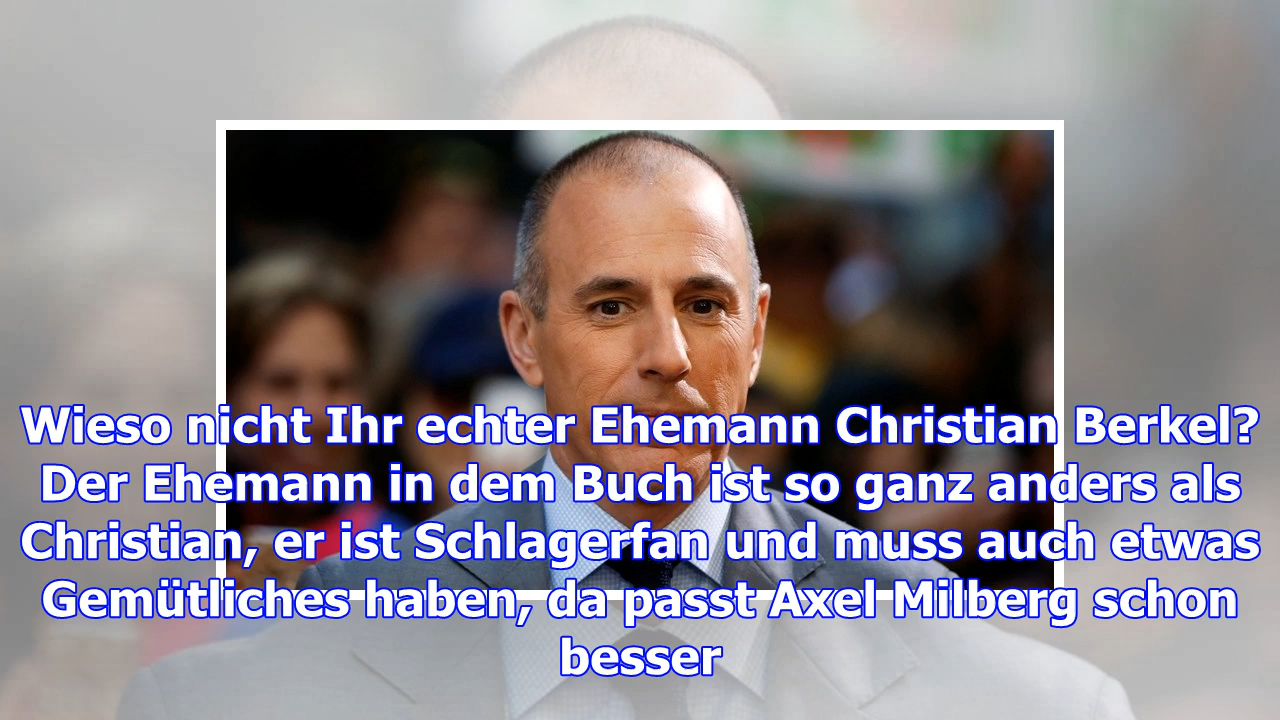 Wieso nicht Ihr echter Ehemann Christian Berkel?
Der Ehemann in dem Buch ist so ganz anders als
Christian, er ist Schlagerfan und muss auch etwas
Gemütliches haben, da passt Axel Milberg schon
besser